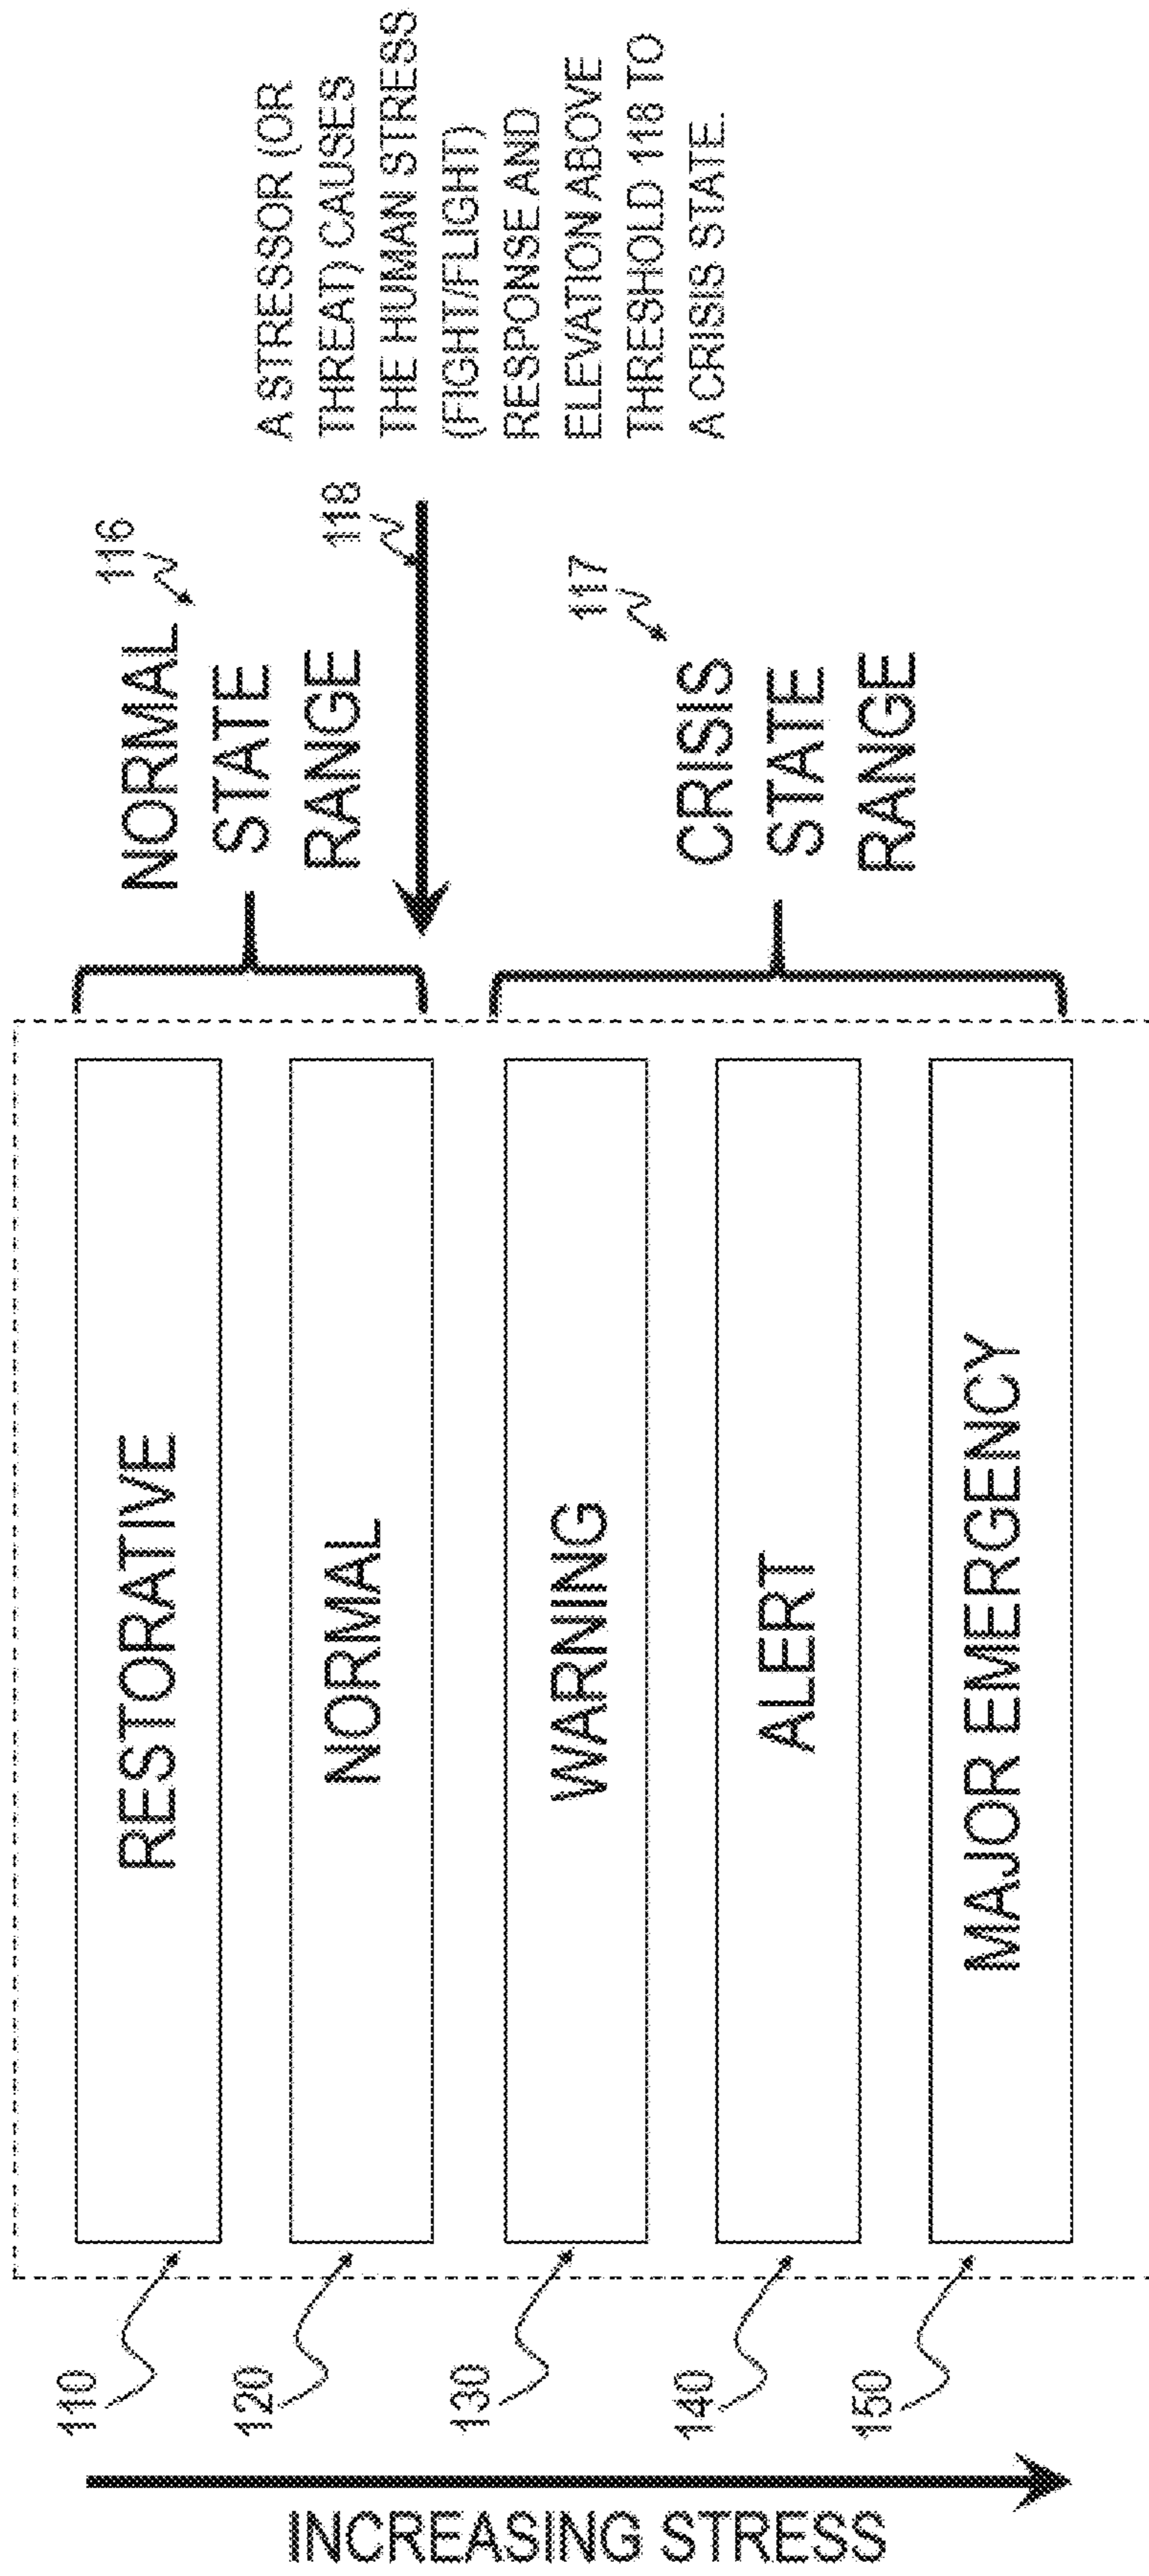 INCREASING STRESS
110
RESTORATIVE
120
NORMAL
130
WARNING
140
ALERT
150
MAJOR EMERGENCY
NORMAL
STATE
RANGE
116
118
CRISIS
STATE
RANGE
117
A STRESSOR (OR
THREAT) CAUSES
THE HUMAN STRESS
(FIGHT/FLIGHT)
RESPONSE AND
ELEVATION ABOVE
THRESHOLD 118 TO
A CRISIS STATE.